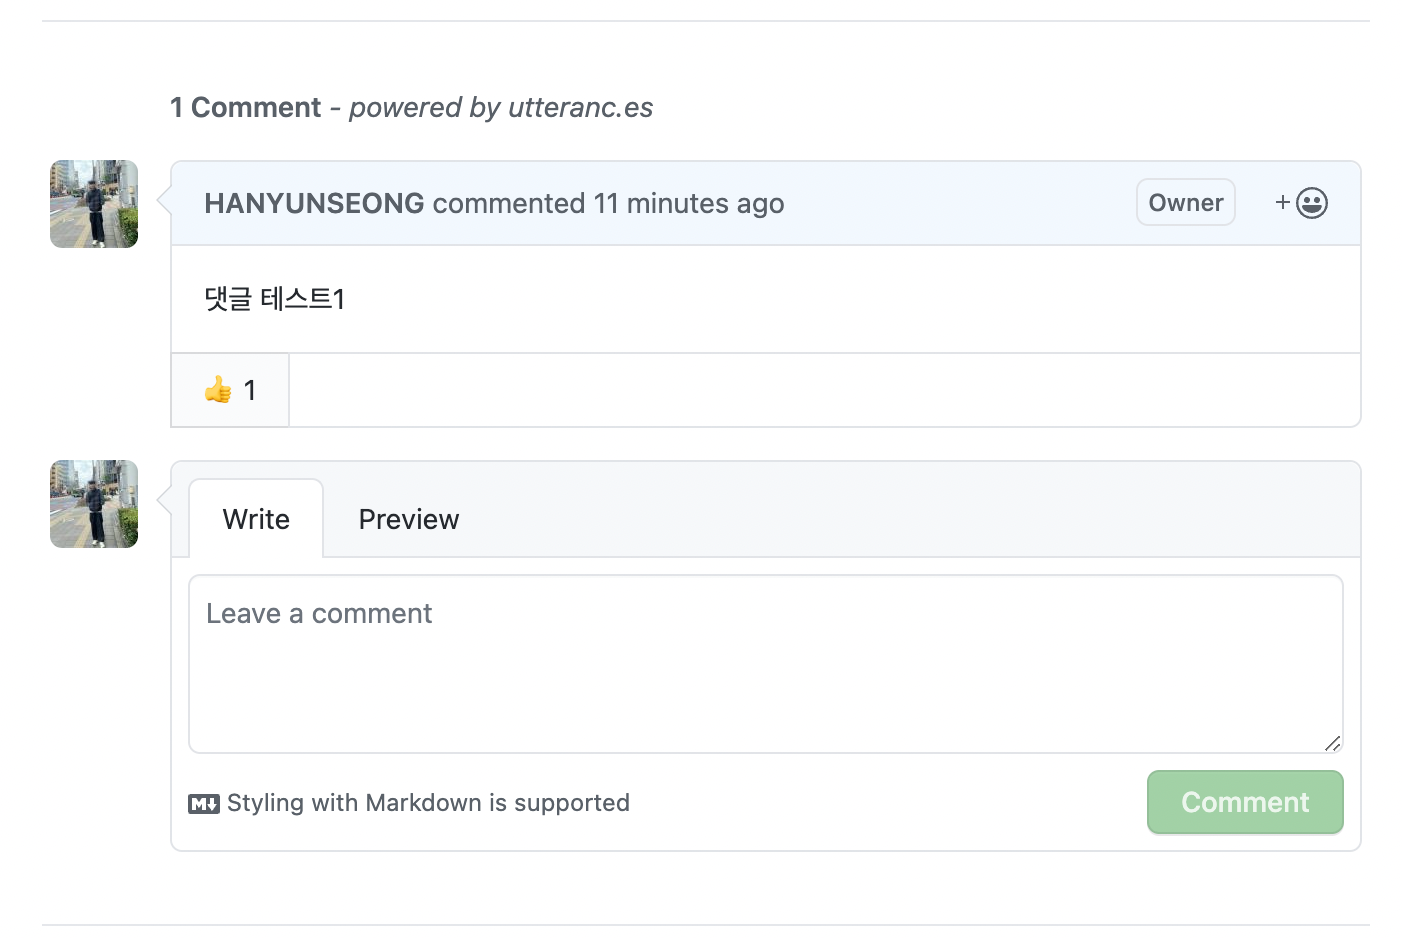 1 Comment - powered by utteranc.es
HANYUNSEONG commented 11 minutes ago
Owner
+
댓글 테스트1
👍 1
Write
Preview
Leave a comment
M Styling with Markdown is supported
Comment